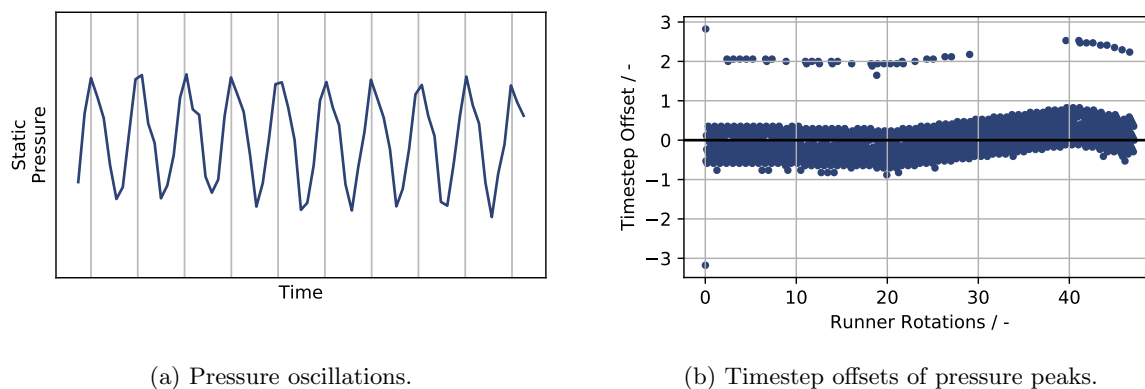 Static
Pressure
Time
3
2
1
0
−1
−2
−3
Timestep Offset / -
0 10 20 30 40
Runner Rotations / -
(a) Pressure oscillations.
(b) Timestep offsets of pressure peaks.